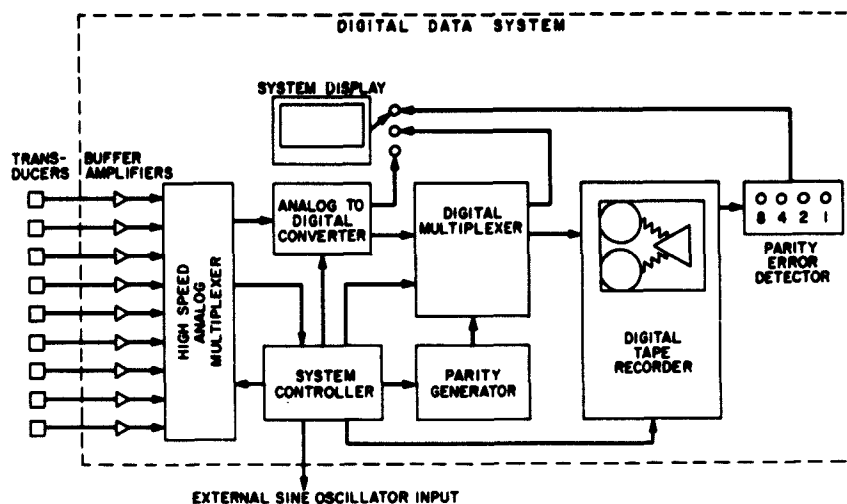 DIGITAL DATA SYSTEM
SYSTEM DISPLAY
TRANS-
DUCERS
BUFFER
AMPLIFIERS
HIGH SPEED
ANALOG
MULTIPLEXER
ANALOG TO
DIGITAL
CONVERTER
DIGITAL
MULTIPLEXER
8 4 2 1
PARITY
ERROR
DETECTOR
DIGITAL
TAPE
RECORDER
SYSTEM
CONTROLLER
PARITY
GENERATOR
EXTERNAL SINE OSCILLATOR INPUT